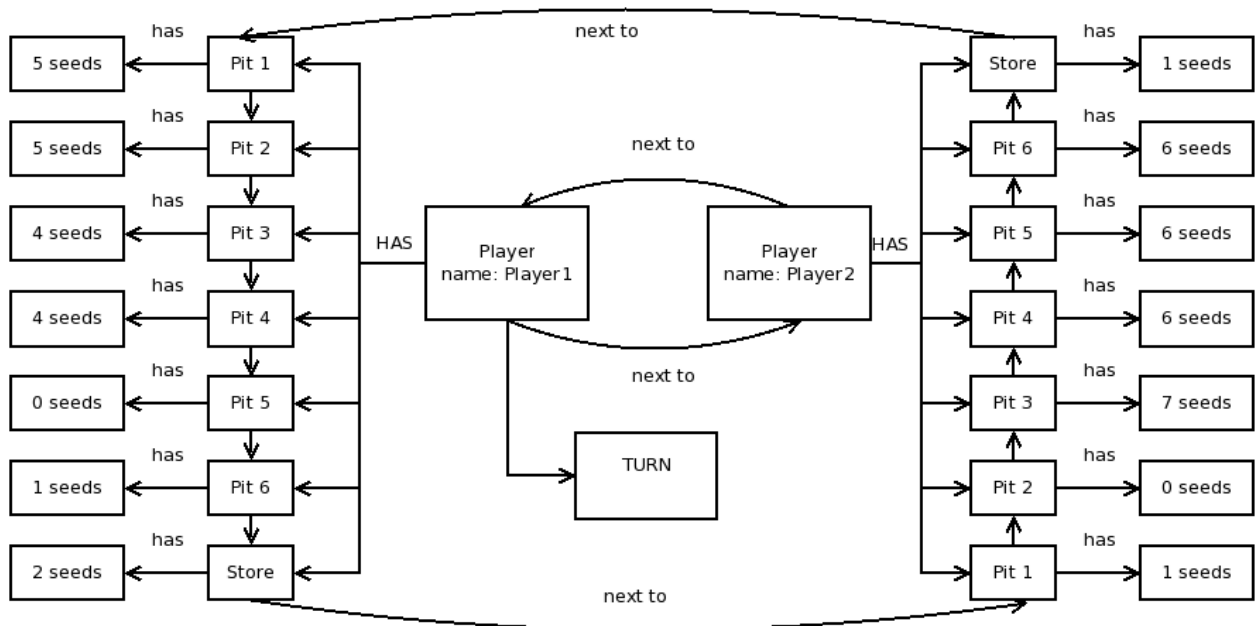 next to
has
5 seeds
Pit 1
Store
has
1 seeds
has
5 seeds
Pit 2
next to
Pit 6
has
6 seeds
has
4 seeds
Pit 3
HAS
Player
name: Player1
Player
name: Player2
HAS
Pit 5
has
6 seeds
has
4 seeds
Pit 4
next to
Pit 4
has
6 seeds
has
0 seeds
Pit 5
Pit 3
has
7 seeds
TURN
has
1 seeds
Pit 6
Pit 2
has
0 seeds
has
2 seeds
Store
next to
Pit 1
has
1 seeds